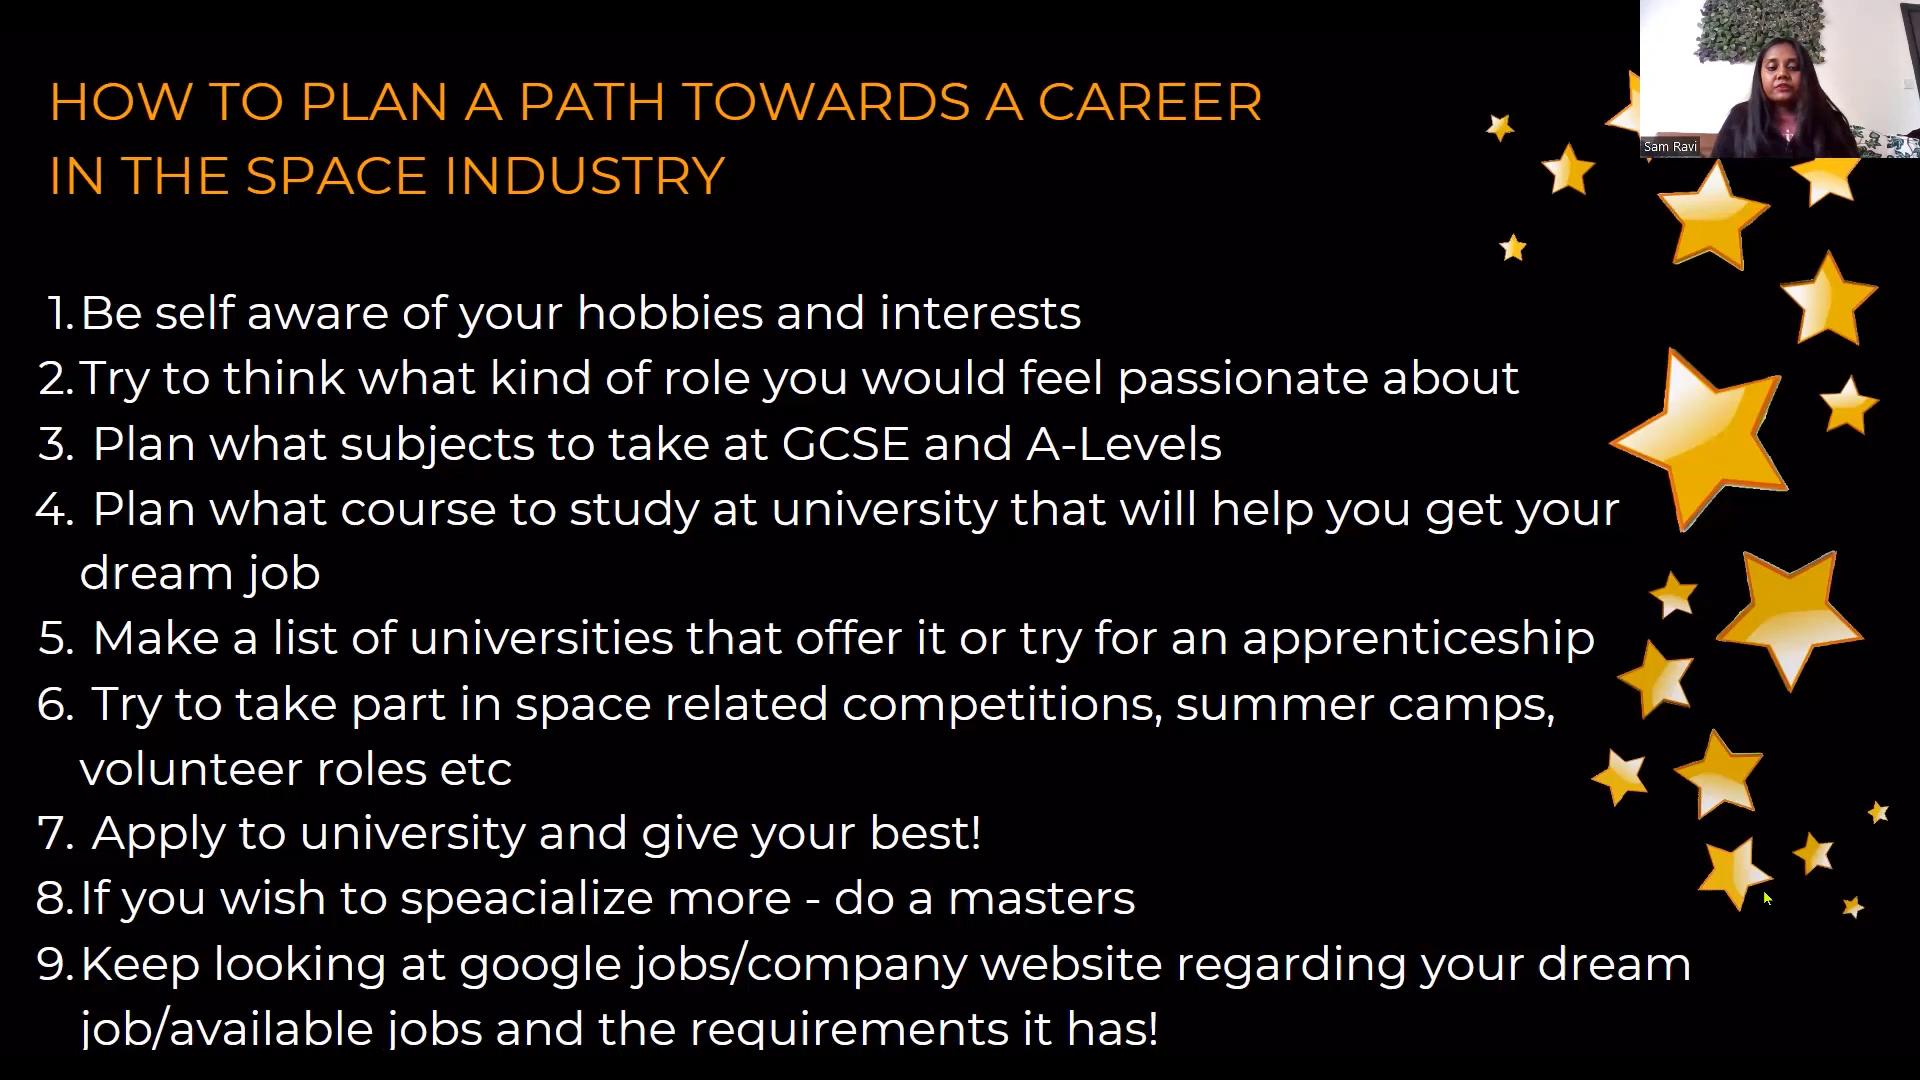 HOW TO PLAN A PATH TOWARDS A CAREER
IN THE SPACE INDUSTRY
Sam Ravi
1. Be self aware of your hobbies and interests
2. Try to think what kind of role you would feel passionate about
3. Plan what subjects to take at GCSE and A-Levels
4. Plan what course to study at university that will help you get your
dream job
5. Make a list of universities that offer it or try for an apprenticeship
6. Try to take part in space related competitions, summer camps,
volunteer roles etc
7. Apply to university and give your best!
8. If you wish to speacialize more - do a masters
9. Keep looking at google jobs/company website regarding your dream
job/available jobs and the requirements it has!